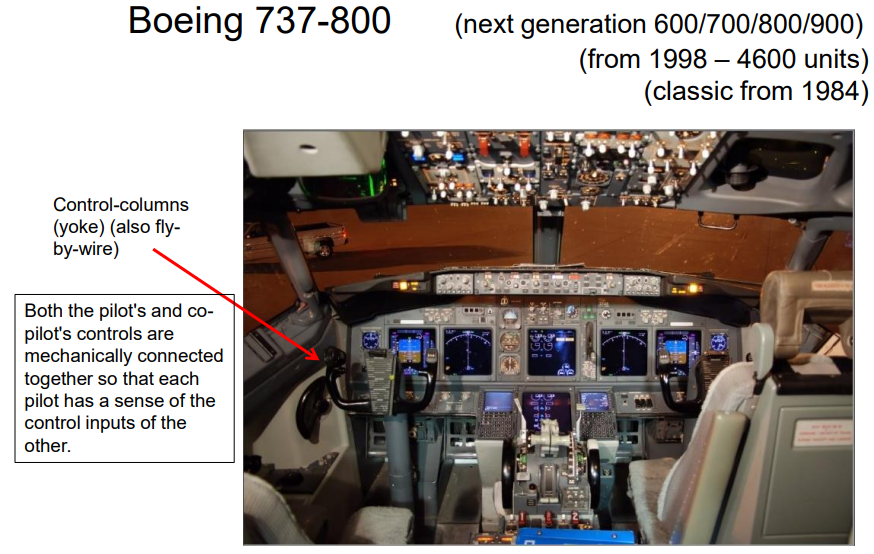 Boeing 737-800
(next generation 600/700/800/900)
(from 1998 – 4600 units)
(classic from 1984)
Control-columns
(yoke) (also fly-
by-wire)
Both the pilot's and co-
pilot's controls are
mechanically connected
together so that each
pilot has a sense of the
control inputs of the
other.